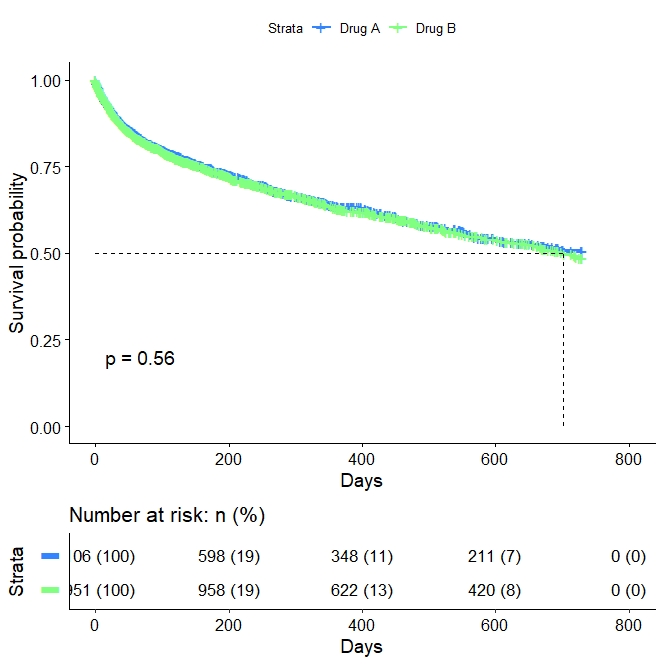 Strata Drug A Drug B
1.00
0.75
0.50
0.25
0.00
Survival probability
p = 0.56
0 200 400 600 800
Days
Number at risk: n (%)
Strata
06 (100) 598 (19) 348 (11) 211 (7) 0 (0)
951 (100) 958 (19) 622 (13) 420 (8) 0 (0)
0 200 400 600 800
Days